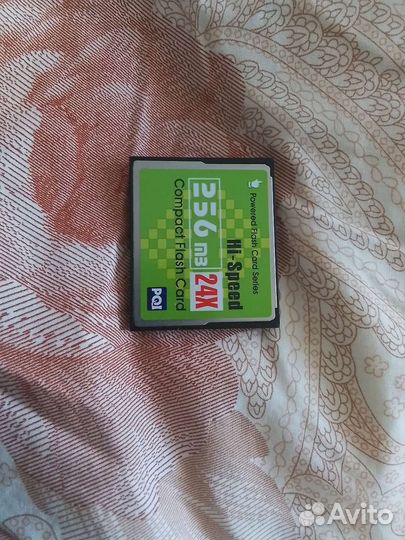 Powered Flash Card Series
Hi-Speed
256 MB 24X
Compact Flash Card
PQI
Avito